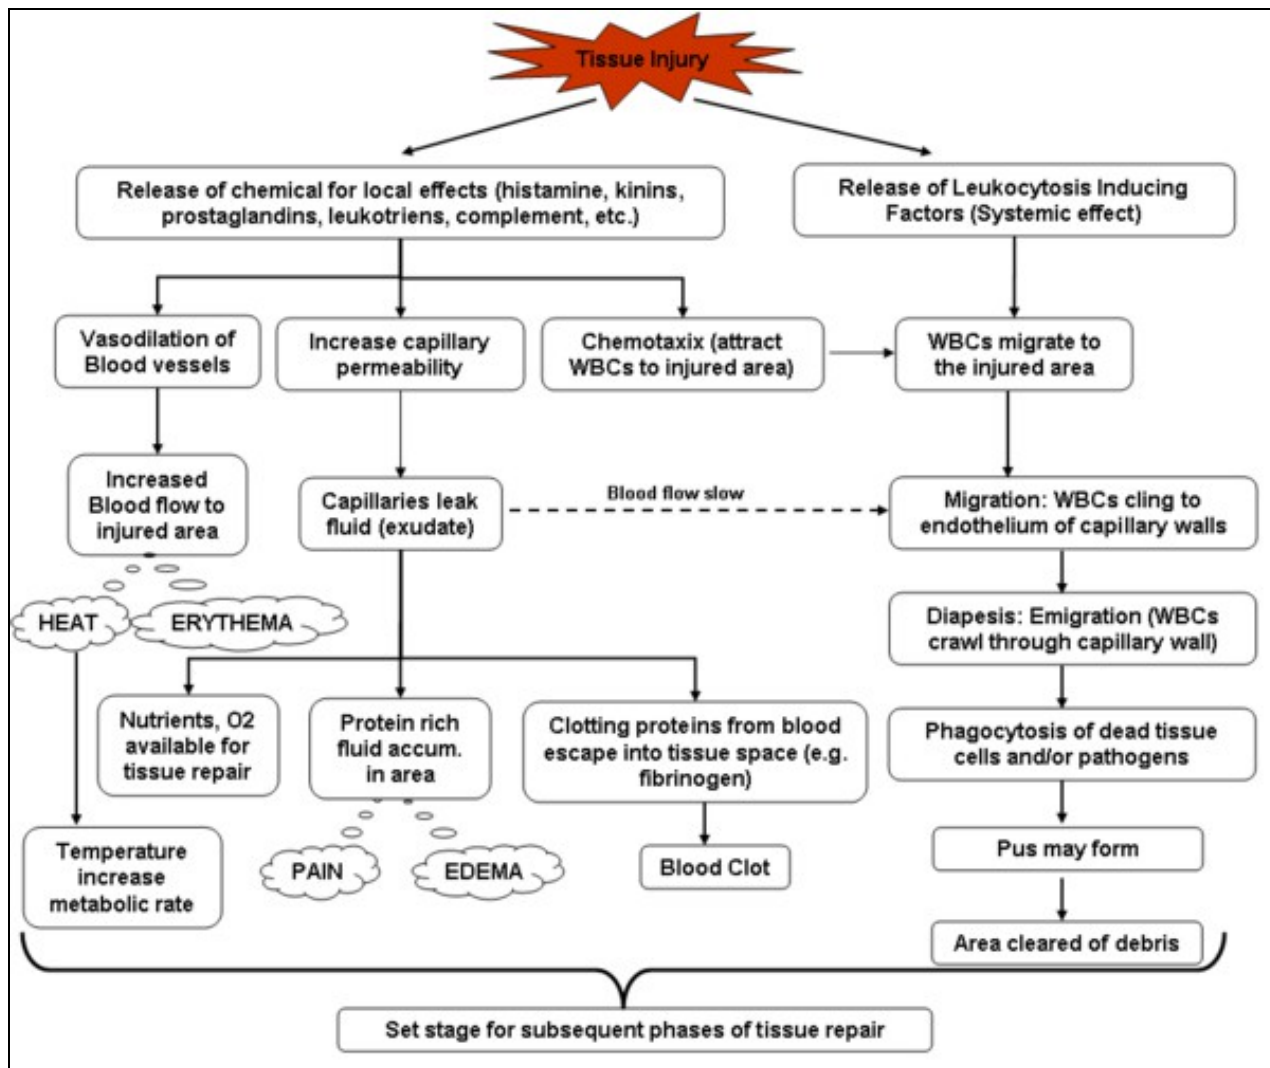 Tissue Injury
Release of chemical for local effects (histamine, kinins,
prostaglandins, leukotriens, complement, etc.)
Release of Leukocytosis Inducing
Factors (Systemic effect)
Vasodilation of
Blood vessels
Increase capillary
permeability
Chemotaxix (attract
WBCs to injured area)
WBCs migrate to
the injured area
Increased
Blood flow to
injured area
Capillaries leak
fluid (exudate)
Blood flow slow
Migration: WBCs cling to
endothelium of capillary walls
HEAT
ERYTHEMA
Diapesis: Emigration (WBCs
crawl through capillary wall)
Nutrients, O2
available for
tissue repair
Protein rich
fluid accum.
in area
Clotting proteins from blood
escape into tissue space (e.g.
fibrinogen)
Phagocytosis of dead tissue
cells and/or pathogens
Temperature
increase
metabolic rate
PAIN
EDEMA
Blood Clot
Pus may form
Area cleared of debris
Set stage for subsequent phases of tissue repair